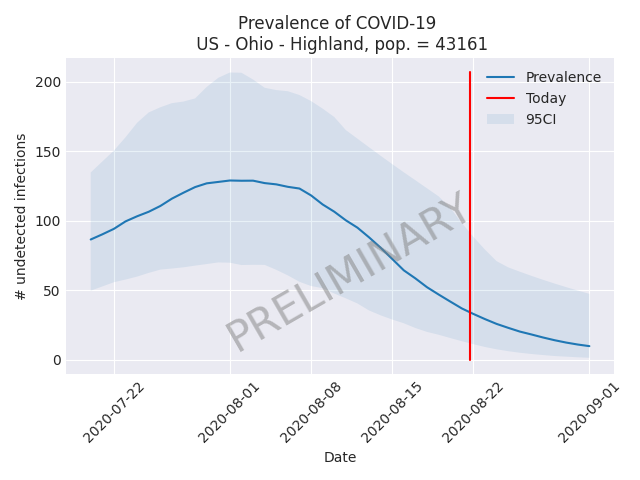 Prevalence of COVID-19
US - Ohio - Highland, pop. = 43161
Prevalence
Today
95CI
# undetected infections
200
150
100
50
0
PRELIMINARY
2020-07-22
2020-08-01
2020-08-08
2020-08-15
2020-08-22
2020-09-01
Date